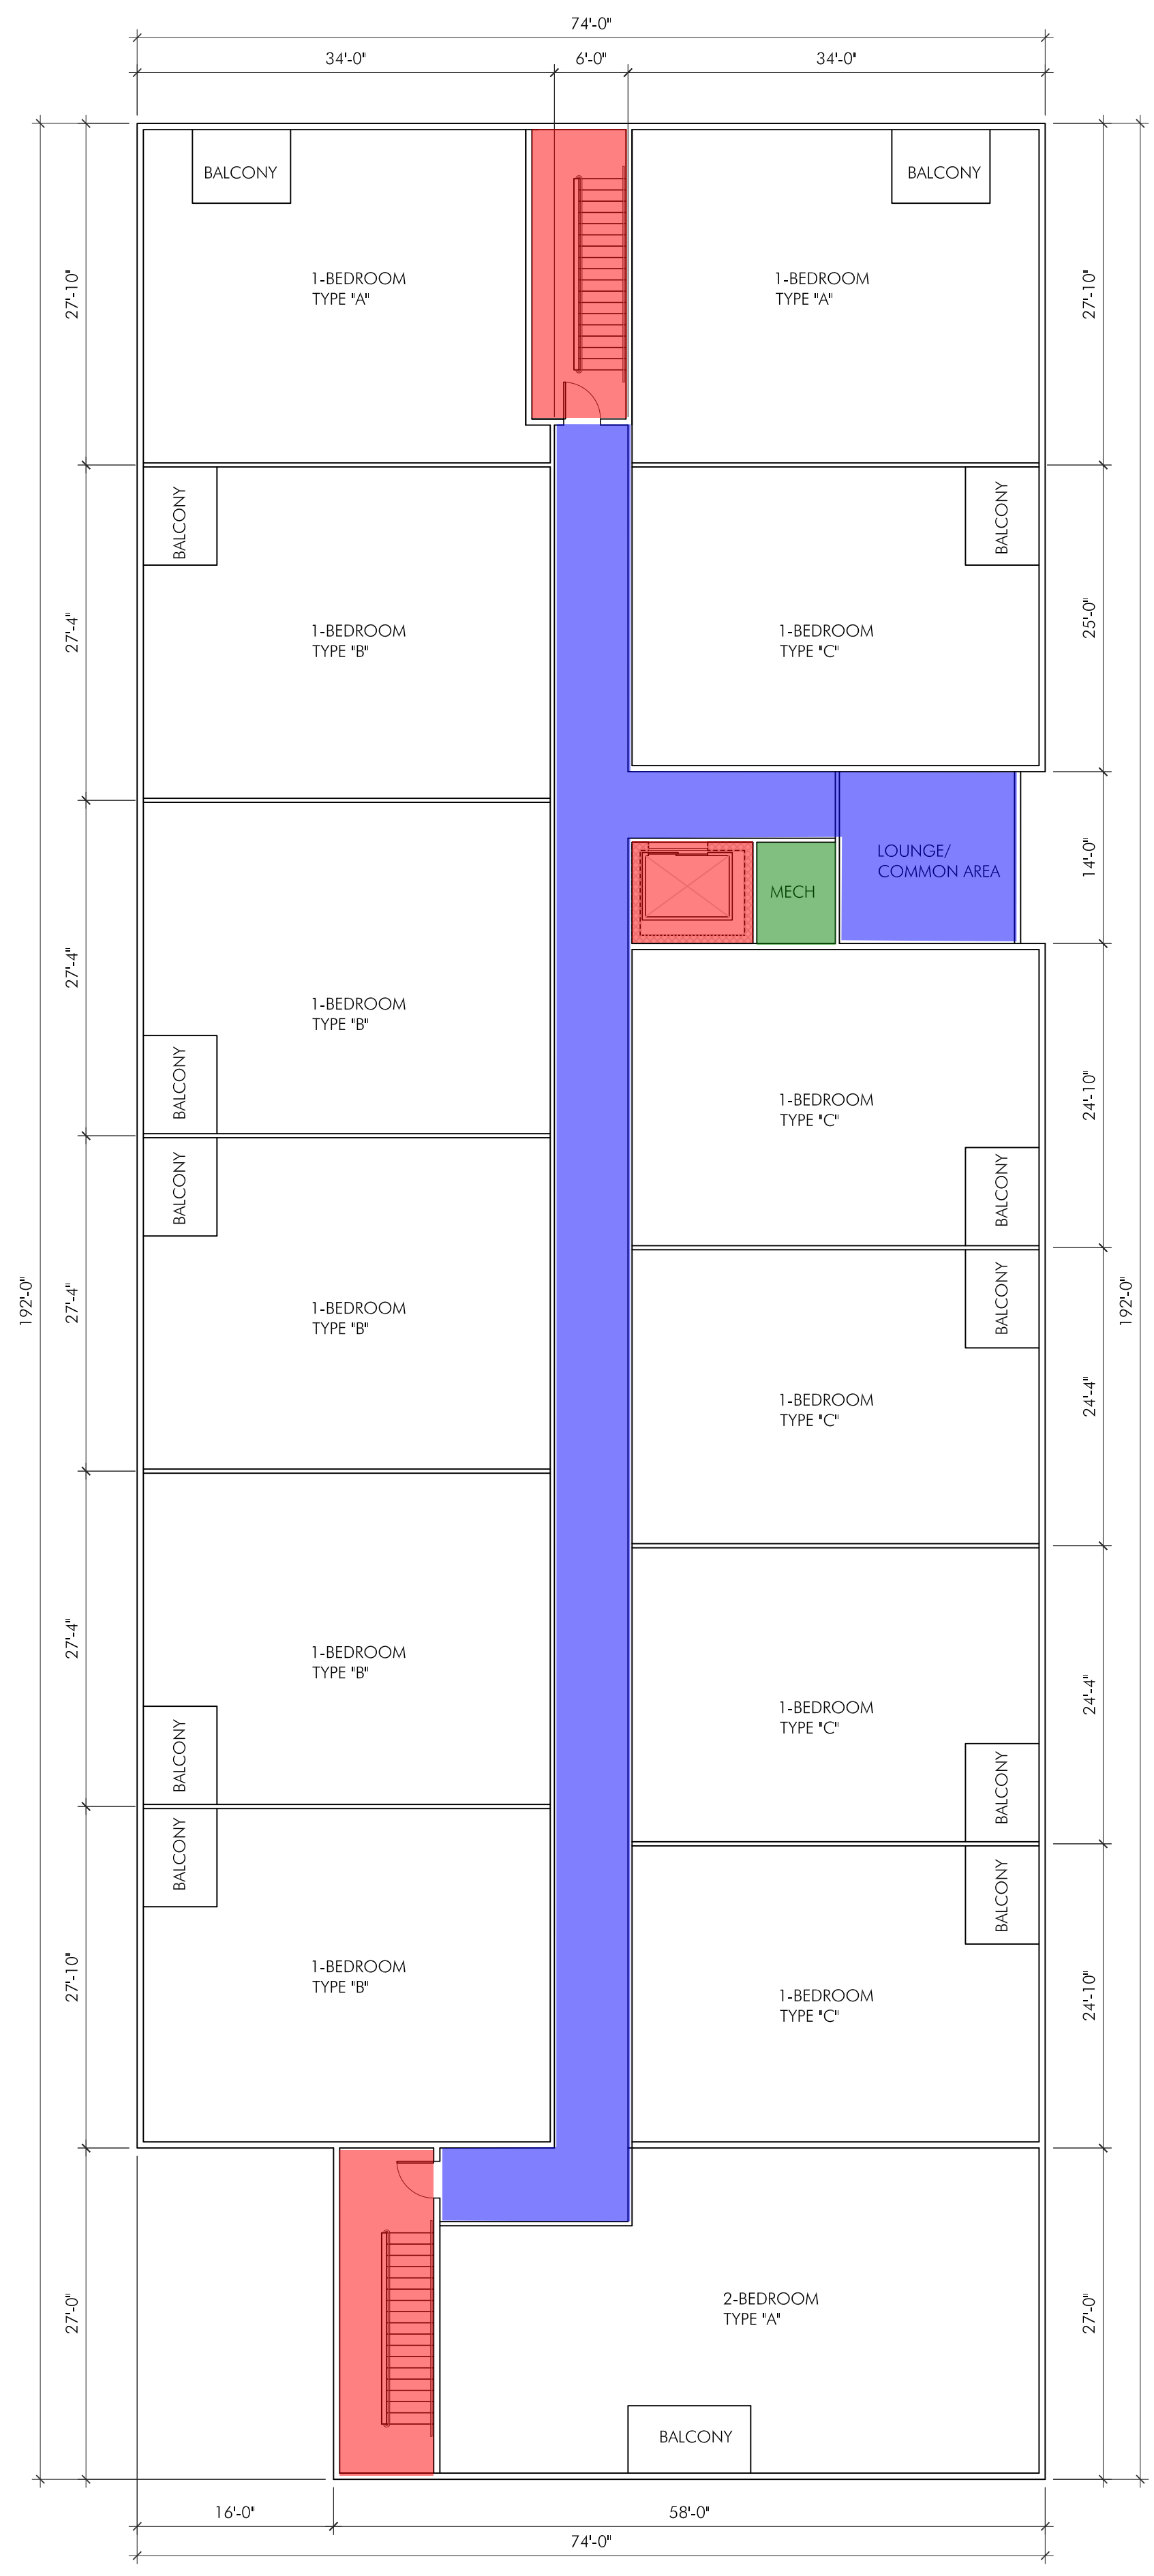 74'-0"
34'-0"
6'-0"
34'-0"
BALCONY
BALCONY
27'-10"
1-BEDROOM
TYPE "A"
1-BEDROOM
TYPE "A"
27'-10"
BALCONY
BALCONY
27'-4"
1-BEDROOM
TYPE "B"
1-BEDROOM
TYPE "C"
25'-0"
LOUNGE/
COMMON AREA
MECH
14'-0"
27'-4"
1-BEDROOM
TYPE "B"
BALCONY
1-BEDROOM
TYPE "C"
24'-10"
BALCONY
BALCONY
192'-0"
27'-4"
1-BEDROOM
TYPE "B"
BALCONY
192'-0"
1-BEDROOM
TYPE "C"
24'-4"
27'-4"
1-BEDROOM
TYPE "B"
BALCONY
1-BEDROOM
TYPE "C"
24'-4"
BALCONY
BALCONY
BALCONY
27'-10"
1-BEDROOM
TYPE "B"
1-BEDROOM
TYPE "C"
24'-10"
27'-0"
2-BEDROOM
TYPE "A"
27'-0"
BALCONY
16'-0"
58'-0"
74'-0"